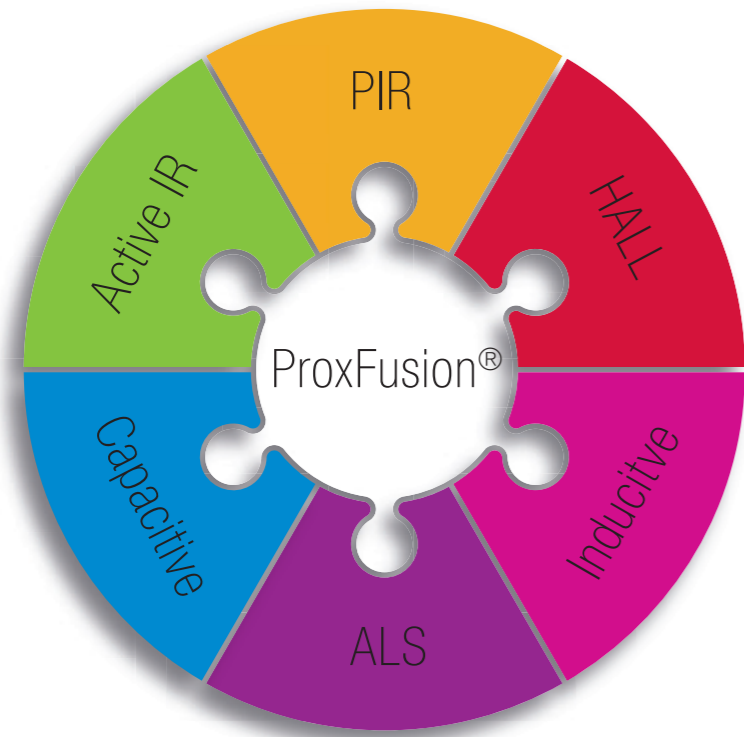 PIR
HALL
Inducitve
ALS
Capacitive
Active IR
ProxFusion®